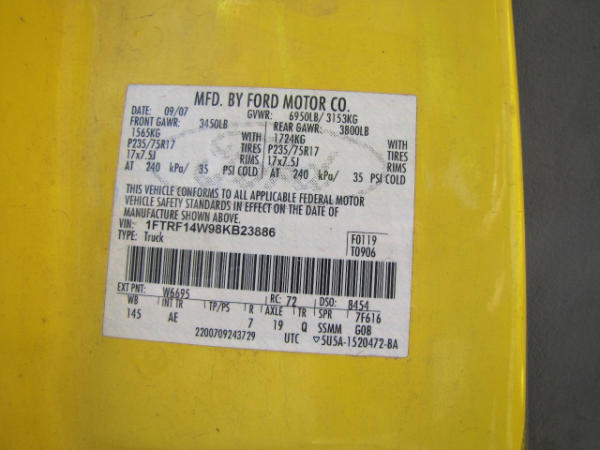 MFD. BY FORD MOTOR CO.
DATE: 09/07 GVWR: 6950LB/ 3153KG
FRONT GAWR: 3450LB REAR GAWR: 3800LB
1565KG WITH 1724KG WITH
P235/75R17 TIRES P235/75R17 TIRES
17x7.5J RIMS 17x7.5J RIMS
AT 240 kPa/ 35 PSI COLD AT 240 kPa/ 35 PSI COLD
THIS VEHICLE CONFORMS TO ALL APPLICABLE FEDERAL MOTOR
VEHICLE SAFETY STANDARDS IN EFFECT ON THE DATE OF
MANUFACTURE SHOWN ABOVE.
VIN: 1FTRF14W98KB23886
TYPE: Truck
F0119
T0906
EXT PNT: W6695 RC: 72 DSO: 8454
WB INT TR TP/PS R AXLE TR SPR 7F616
145 AE 7 19 Q SSMM G0B
2200709243729 UTC ▽5U5A-1520472-BA